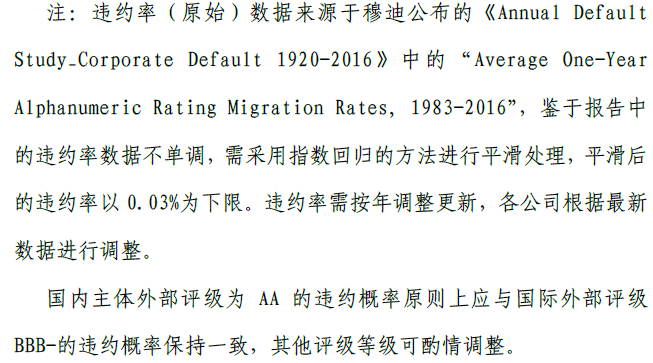 注：违约率（原始）数据来源于穆迪公布的《Annual Default
Study_Corporate Default 1920-2016》中的“Average One-Year
Alphanumeric Rating Migration Rates, 1983-2016”，鉴于报告中
的违约率数据不单调，需采用指数回归的方法进行平滑处理，平滑后
的违约率以 0.03%为下限。违约率需按年调整更新，各公司根据最新
数据进行调整。
国内主体外部评级为 AA 的违约概率原则上应与国际外部评级
BBB-的违约概率保持一致，其他评级等级可酌情调整。